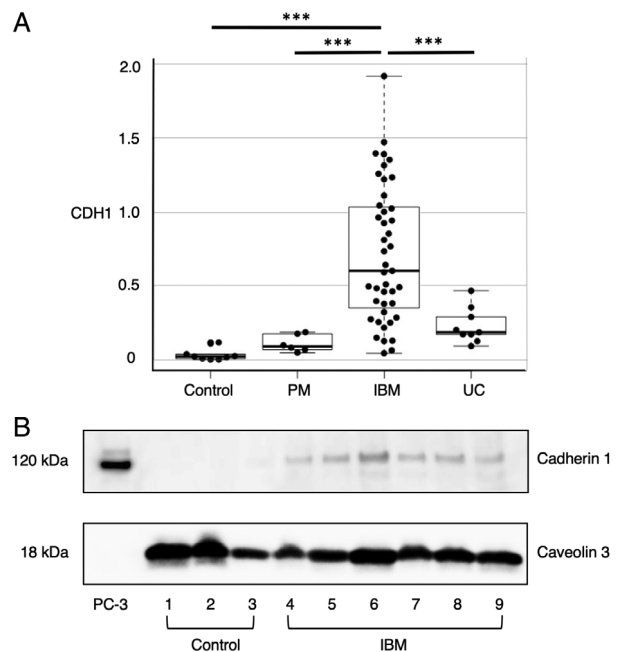 A
***
*** ***
2.0
1.5
CDH1 1.0
0.5
0
Control PM IBM UC
B
120 kDa Cadherin 1
18 kDa Caveolin 3
PC-3 1 2 3 4 5 6 7 8 9
Control IBM